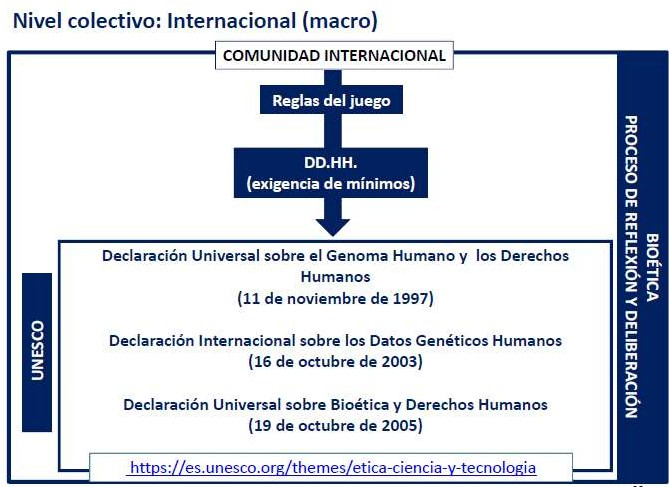 Nivel colectivo: Internacional (macro)
COMUNIDAD INTERNACIONAL
Reglas del juego
DD.HH.
(exigencia de mínimos)
Declaración Universal sobre el Genoma Humano y los Derechos
Humanos
(11 de noviembre de 1997)
Declaración Internacional sobre los Datos Genéticos Humanos
(16 de octubre de 2003)
Declaración Universal sobre Bioética y Derechos Humanos
(19 de octubre de 2005)
https://es.unesco.org/themes/etica-ciencia-y-tecnologia
UNESCO
BIOÉTICA
PROCESO DE REFLEXIÓN Y DELIBERACIÓN